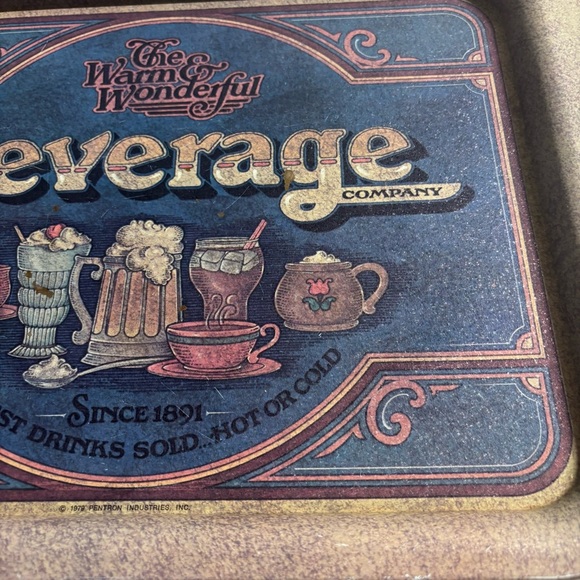 The
Warm &
Wonderful
everage
COMPANY
SINCE 1891
ST DRINKS SOLD...HOT OR COLD
© 1978 PENTRON INDUSTRIES, INC.